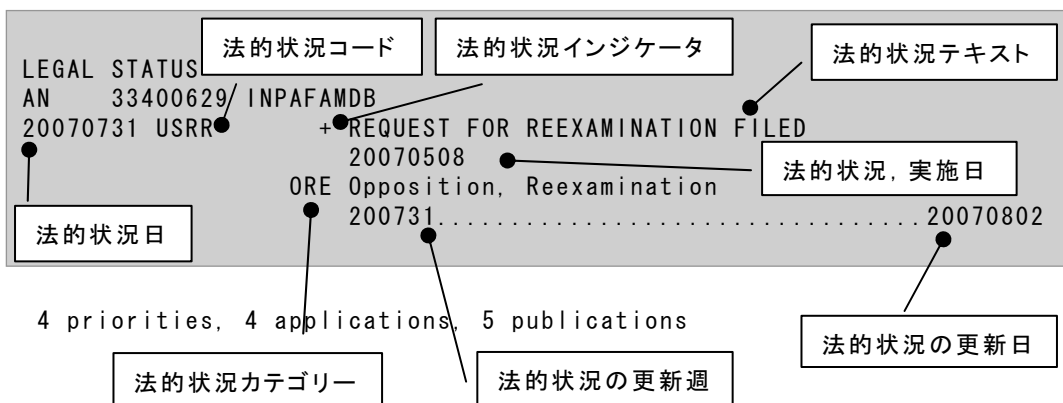 法的状況コード
法的状況インジケータ
法的状況テキスト
LEGAL STATUS
AN 33400629 INPAFAMDB
20070731 USRR + REQUEST FOR REEXAMINATION FILED
20070508
法的状況, 実施日
ORE Opposition, Reexamination
200731..................................20070802
法的状況日
4 priorities, 4 applications, 5 publications
法的状況の更新日
法的状況カテゴリー
法的状況の更新週